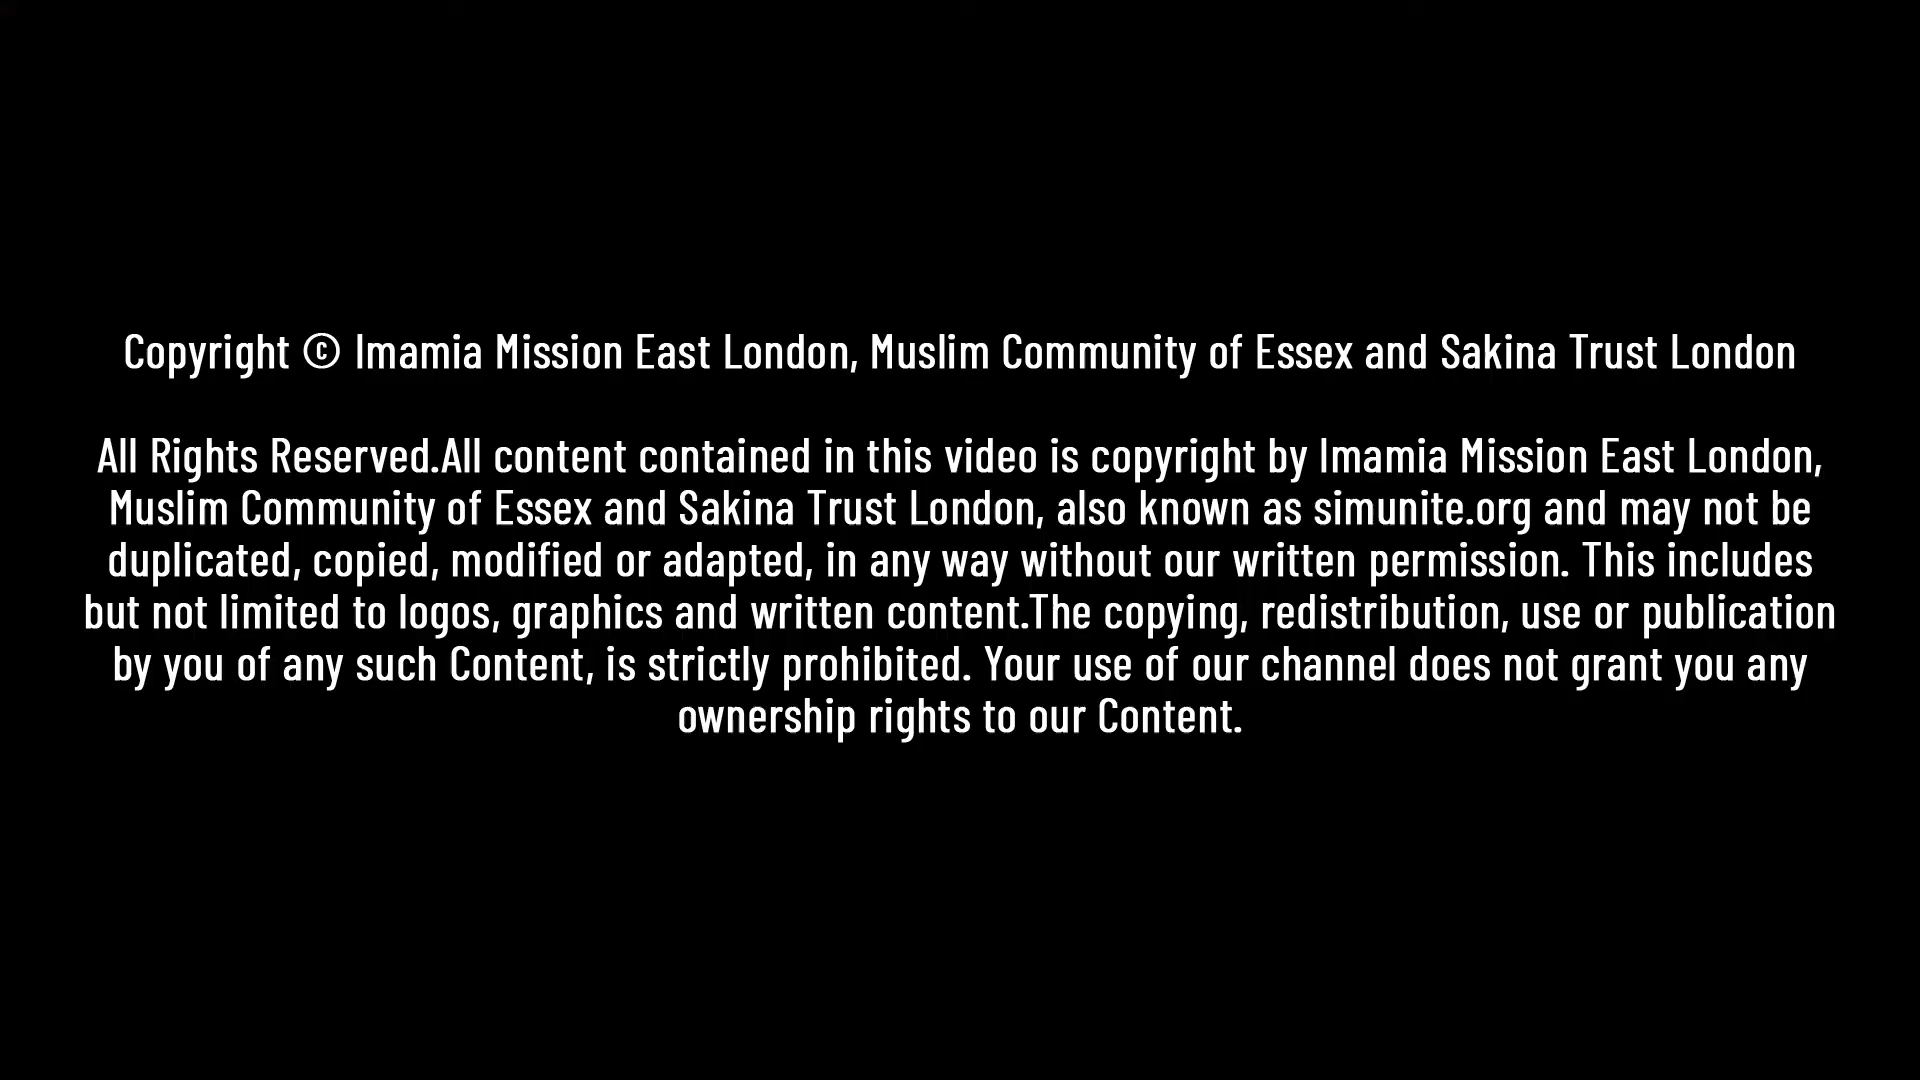 Copyright © Imamia Mission East London, Muslim Community of Essex and Sakina Trust London
All Rights Reserved.All content contained in this video is copyright by Imamia Mission East London,
Muslim Community of Essex and Sakina Trust London, also known as simunite.org and may not be
duplicated, copied, modified or adapted, in any way without our written permission. This includes
but not limited to logos, graphics and written content.The copying, redistribution, use or publication
by you of any such Content, is strictly prohibited. Your use of our channel does not grant you any
ownership rights to our Content.